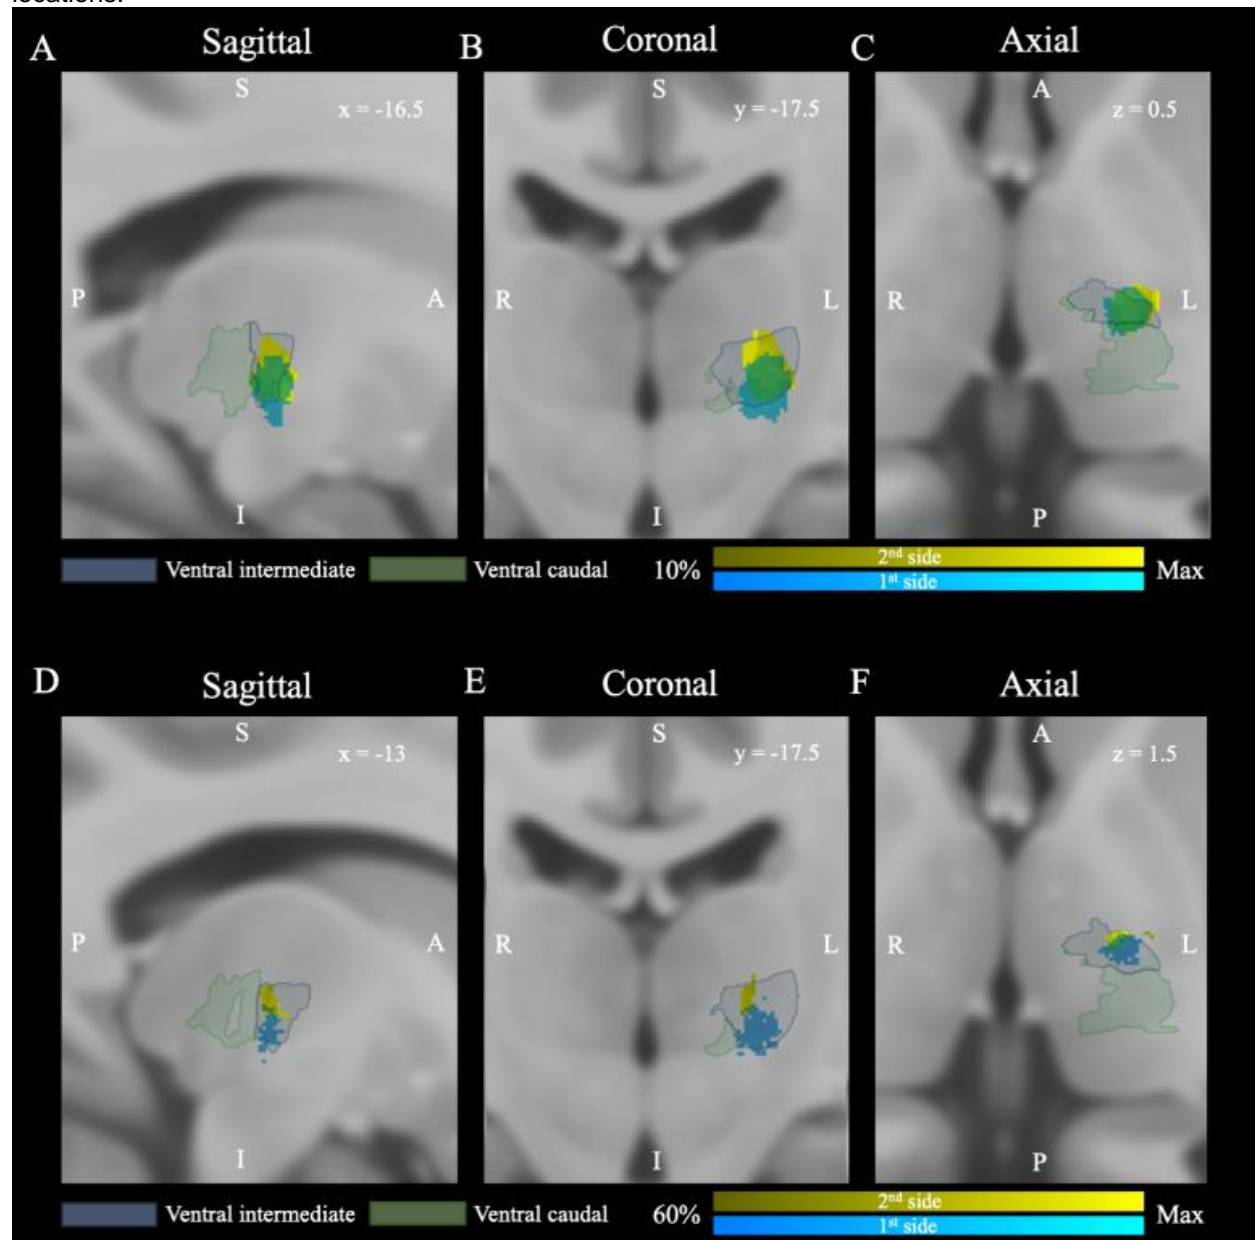 locations.
A Sagittal B Coronal C Axial
S S A
x = -16.5 y = -17.5 z = 0.5
P A R L R L
I I P
Ventral intermediate Ventral caudal 10% 2nd side Max
1st side
D Sagittal E Coronal F Axial
S S A
x = -13 y = -17.5 z = 1.5
P A R L R L
I I P
Ventral intermediate Ventral caudal 60% 2nd side Max
1st side